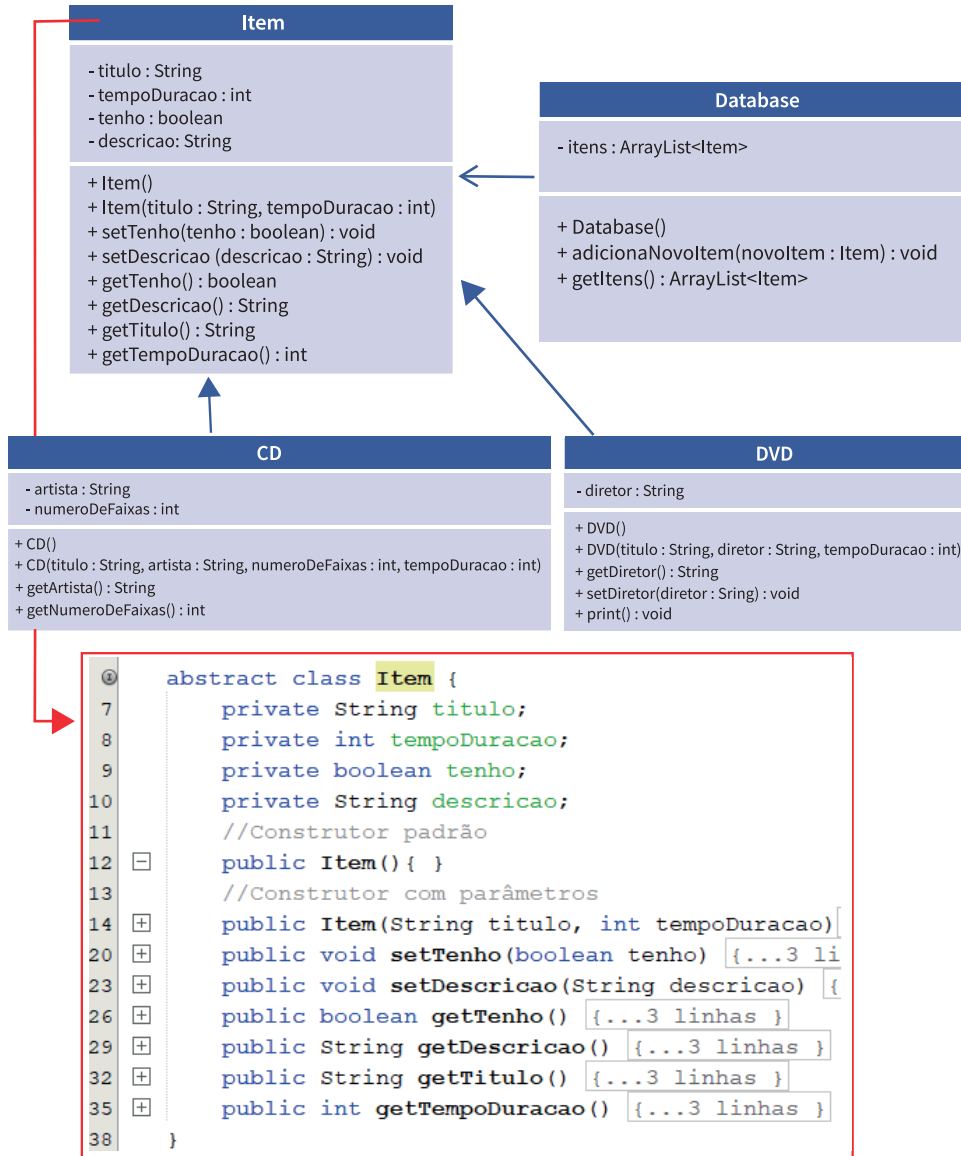 Item
- titulo : String
- tempoDuracao : int
- tenho : boolean
- descricao: String
+ Item()
+ Item(titulo : String, tempoDuracao : int)
+ setTenho(tenho : boolean) : void
+ setDescricao (descricao : String) : void
+ getTenho() : boolean
+ getDescricao() : String
+ getTitulo() : String
+ getTempoDuracao() : int
Database
- itens : ArrayList<Item>
+ Database()
+ adicionaNovoItem(novoItem : Item) : void
+ getItens() : ArrayList<Item>
CD
- artista : String
- numeroDeFaixas : int
+ CD()
+ CD(titulo : String, artista : String, numeroDeFaixas : int, tempoDuracao : int)
+ getArtista() : String
+ getNumeroDeFaixas() : int
DVD
- diretor : String
+ DVD()
+ DVD(titulo : String, diretor : String, tempoDuracao : int)
+ getDiretor() : String
+ setDiretor(diretor : Sring) : void
+ print() : void
abstract class Item {
7 private String titulo;
8 private int tempoDuracao;
9 private boolean tenho;
10 private String descricao;
11 //Construtor padrão
12 public Item(){ }
13 //Construtor com parâmetros
14 public Item(String titulo, int tempoDuracao)
20 public void setTenho(boolean tenho) {...3 li
23 public void setDescricao(String descricao) {
26 public boolean getTenho() {...3 linhas }
29 public String getDescricao() {...3 linhas }
32 public String getTitulo() {...3 linhas }
35 public int getTempoDuracao() {...3 linhas }
38 }